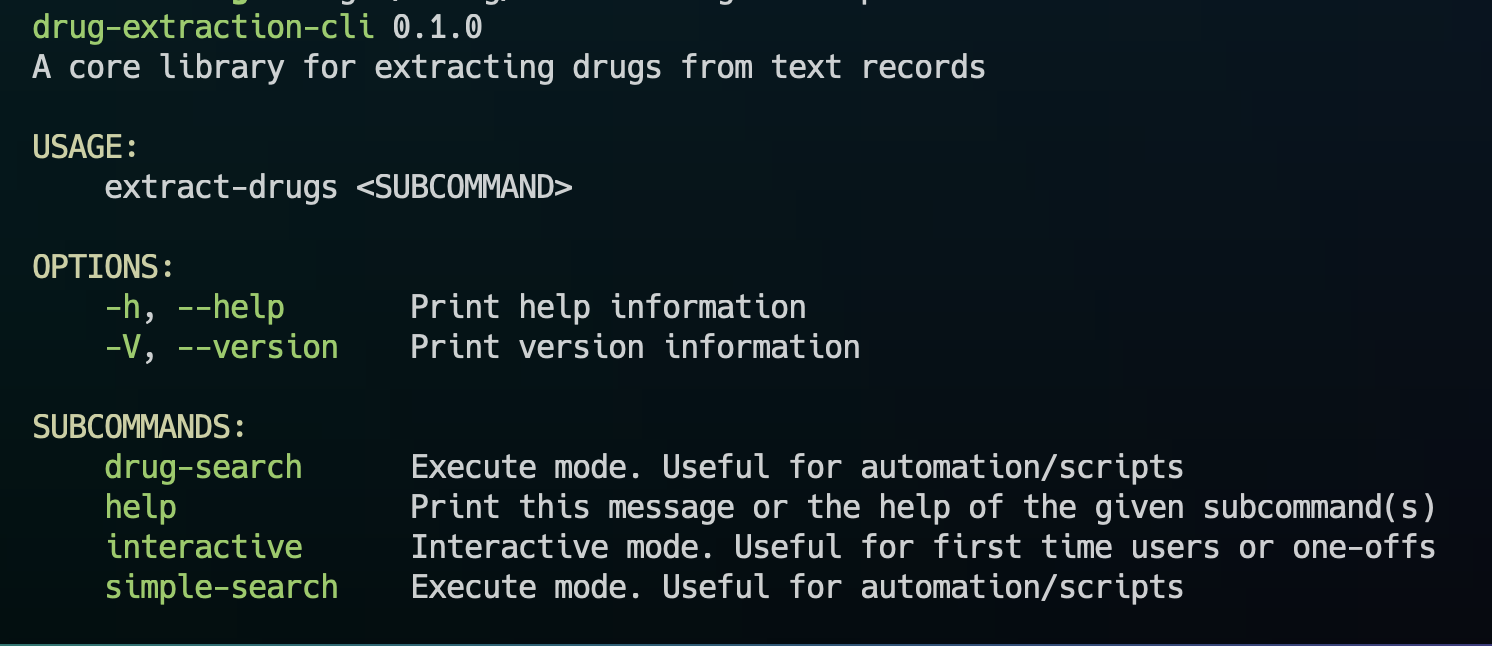 drug-extraction-cli 0.1.0
A core library for extracting drugs from text records
USAGE:
extract-drugs <SUBCOMMAND>
OPTIONS:
-h, --help Print help information
-V, --version Print version information
SUBCOMMANDS:
drug-search Execute mode. Useful for automation/scripts
help Print this message or the help of the given subcommand(s)
interactive Interactive mode. Useful for first time users or one-offs
simple-search Execute mode. Useful for automation/scripts